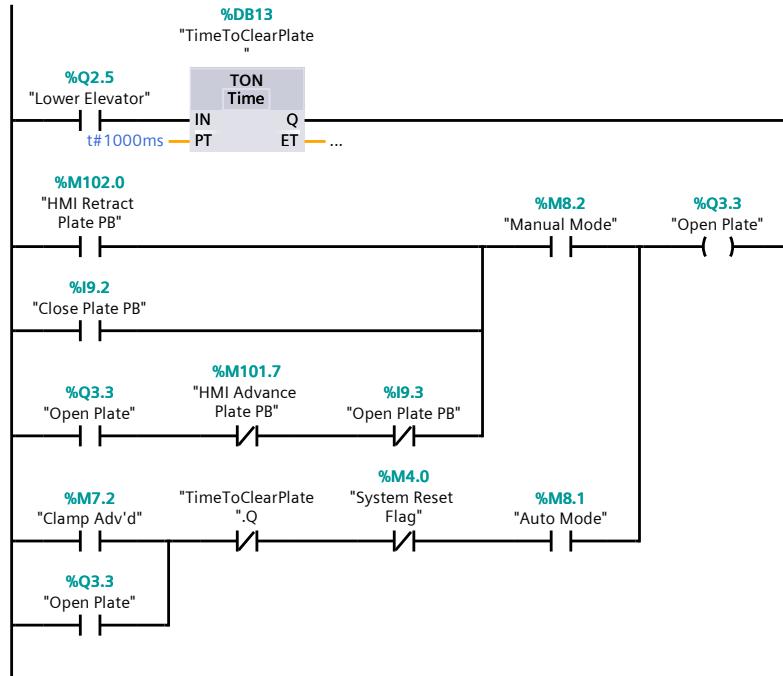 %DB13
"TimeToClearPlate
"
%Q2.5
"Lower Elevator"
TON
Time
IN
Q
t#1000ms
PT
ET
...
%M102.0
"HMI Retract
Plate PB"
%M8.2
"Manual Mode"
%Q3.3
"Open Plate"
%I9.2
"Close Plate PB"
%Q3.3
"Open Plate"
%M101.7
"HMI Advance
Plate PB"
%I9.3
"Open Plate PB"
%M7.2
"Clamp Adv'd"
"TimeToClearPlate
".Q
%M4.0
"System Reset
Flag"
%M8.1
"Auto Mode"
%Q3.3
"Open Plate"